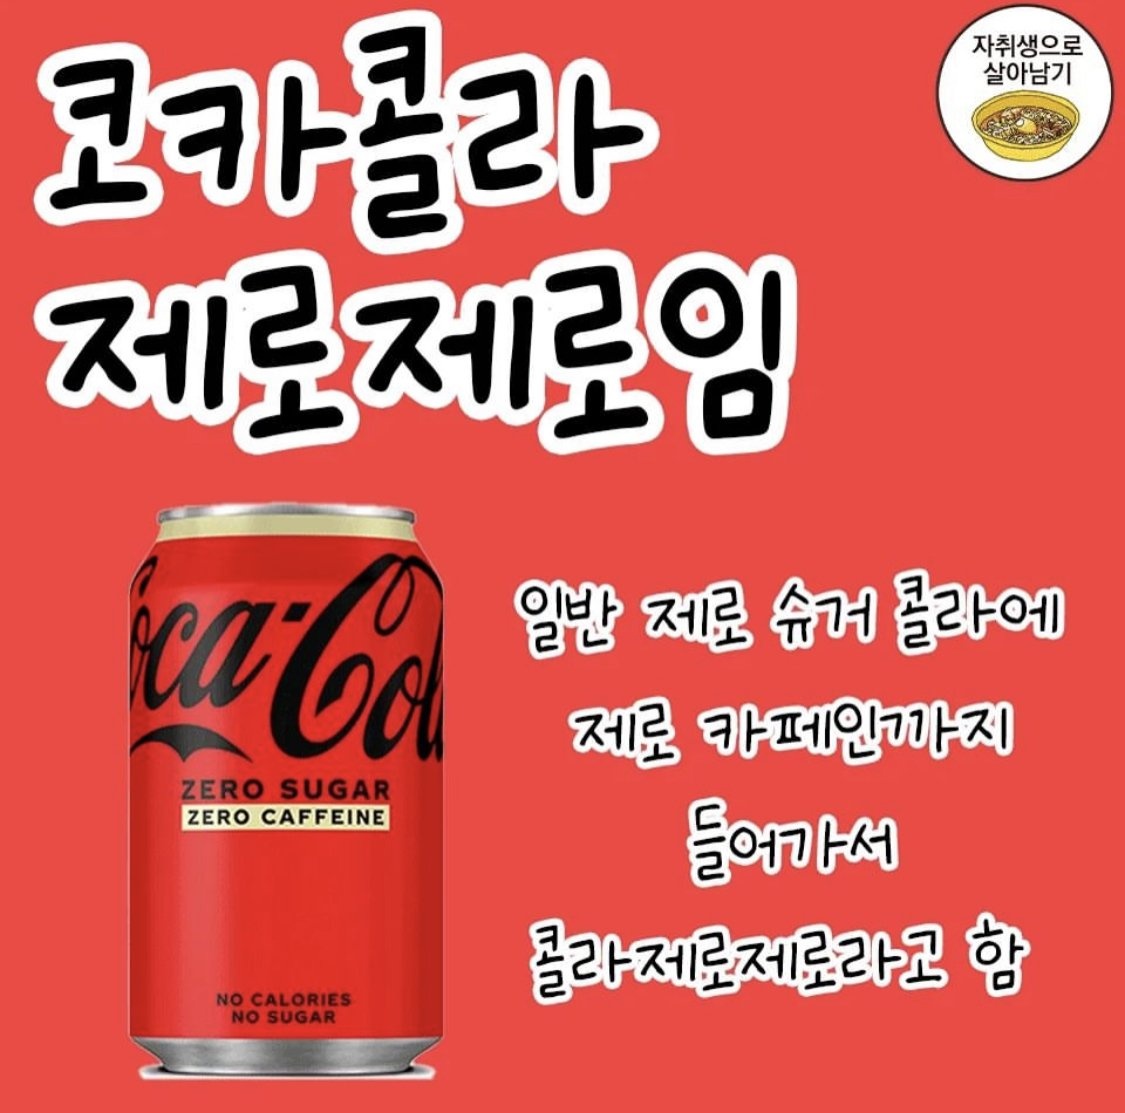 코카콜라
제로제로임
자취생으로
살아남기
Coca-Col
ZERO SUGAR
ZERO CAFFEINE
NO CALORIES
NO SUGAR
일반 제로 슈거 콜라에
제로 카페인까지
들어가서
콜라제로제로라고 함